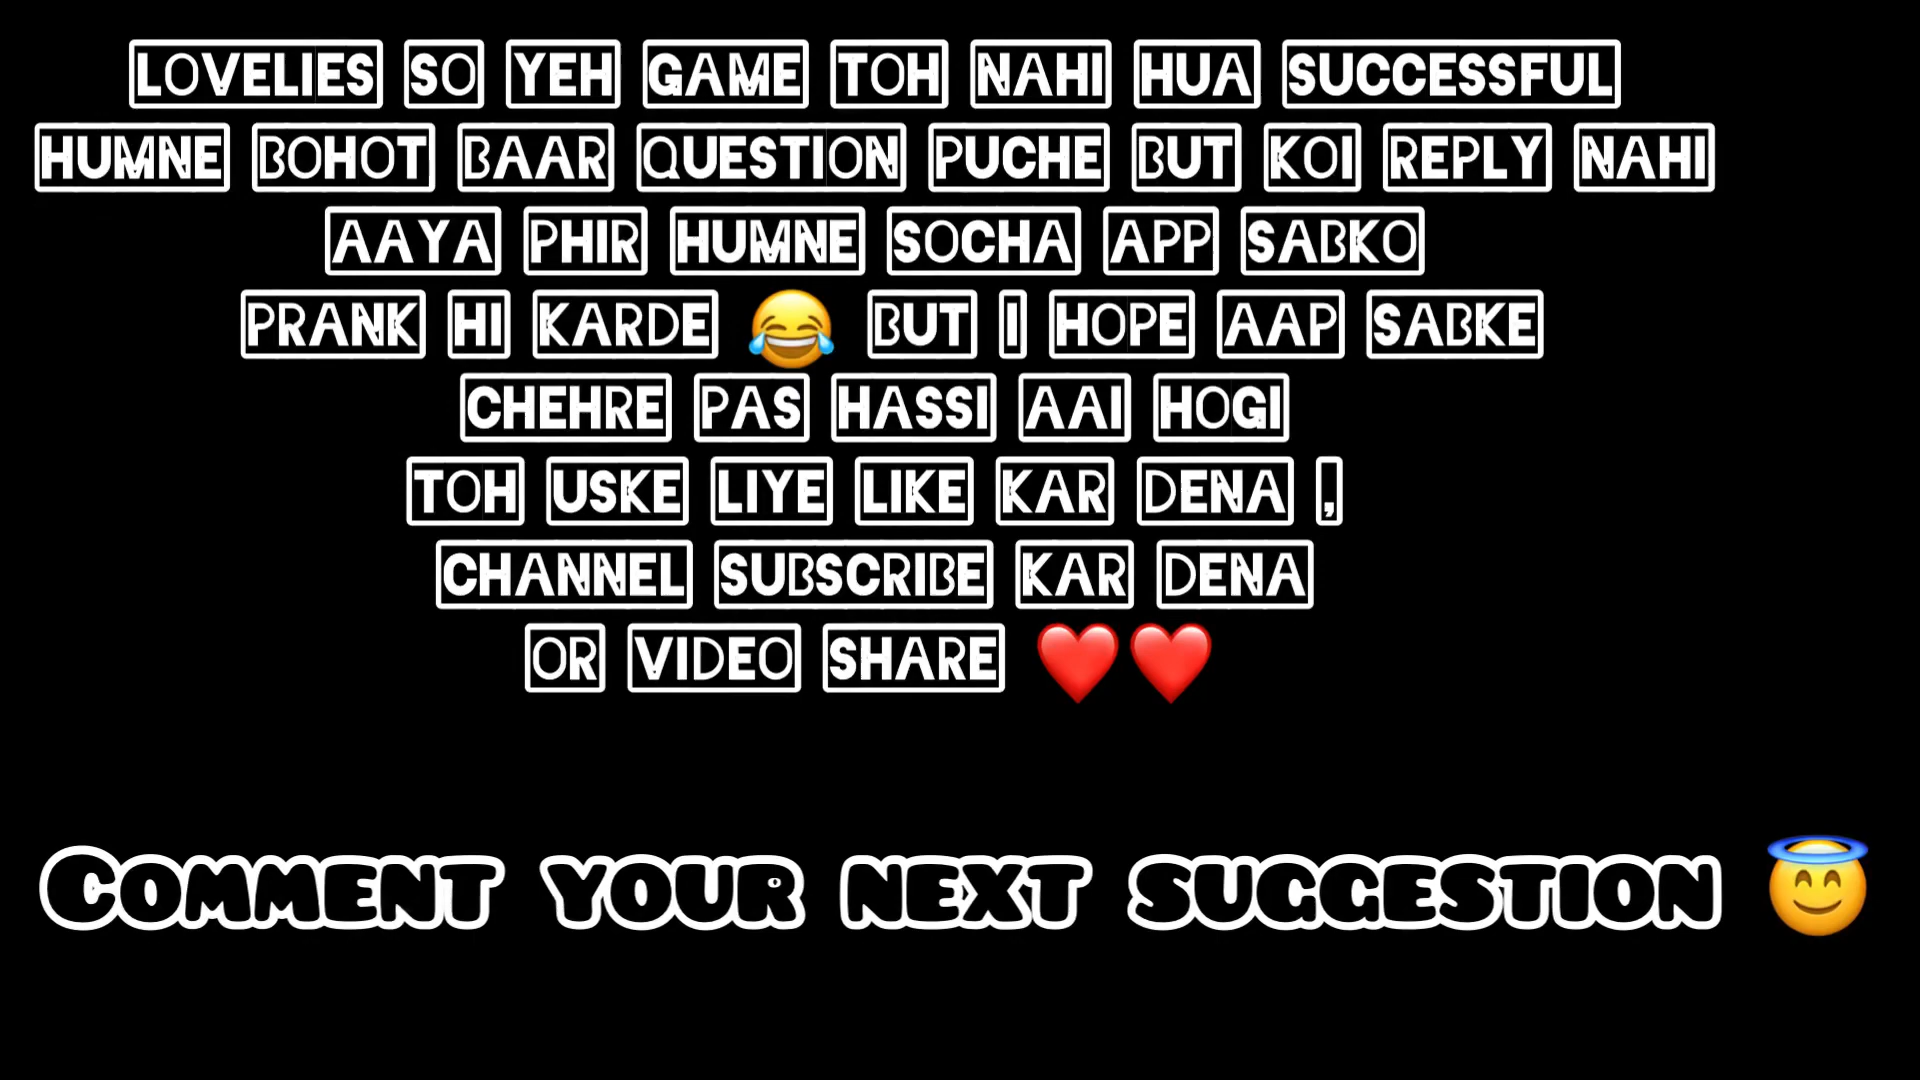 LOVELIES SO YEH GAME TOH NAHI HUA SUCCESSFUL
HUMNE BOHOT BAAR QUESTION PUCHE BUT KOI REPLY NAHI
AAYA PHIR HUMNE SOCHA APP SABKO
PRANK HI KARDE 😂 BUT I HOPE AAP SABKE
CHEHRE PAS HASSI AAI HOGI
TOH USKE LIYE LIKE KAR DENA ,
CHANNEL SUBSCRIBE KAR DENA
OR VIDEO SHARE ❤️❤️
COMMENT YOUR NEXT SUGGESTION 😇